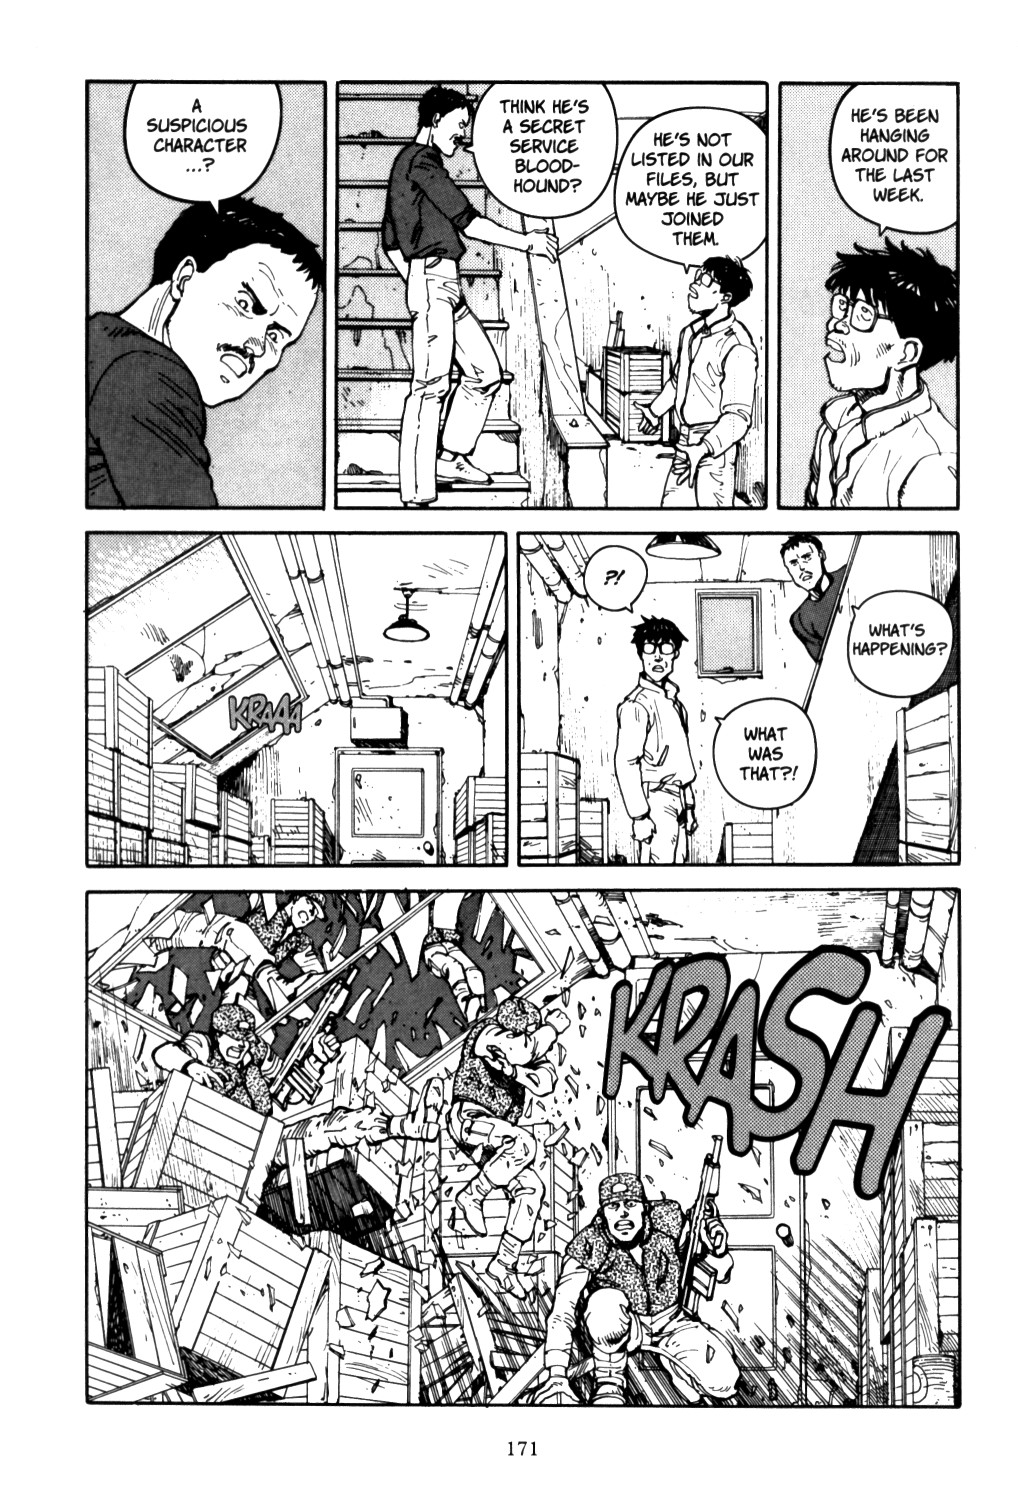 A
SUSPICIOUS
CHARACTER
...?
THINK HE'S
A SECRET
SERVICE
BLOOD-
HOUND?
HE'S NOT
LISTED IN OUR
FILES, BUT
MAYBE HE JUST
JOINED
THEM.
HE'S BEEN
HANGING
AROUND FOR
THE LAST
WEEK.
KRAAA
?!
WHAT'S
HAPPENING?
WHAT
WAS
THAT?!
KRASH
171